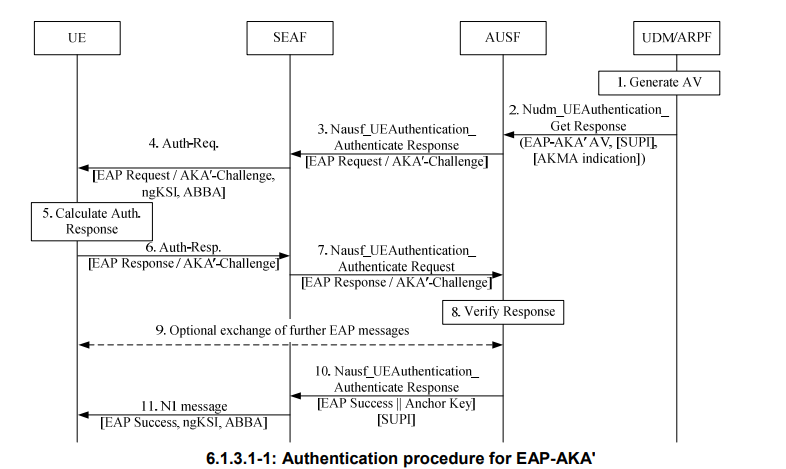 UE
SEAF
AUSF
UDM/ARPF
1. Generate AV
2. Nudm_UEAuthentication_
Get Response
(EAP-AKA' AV, [SUPI],
[AKMA indication])
3. Nausf_UEAuthentication_
Authenticate Response
[EAP Request / AKA'-Challenge]
4. Auth-Req.
[EAP Request / AKA'-Challenge,
ngKSI, ABBA]
5. Calculate Auth.
Response
6. Auth-Resp.
[EAP Response / AKA'-Challenge]
7. Nausf_UEAuthentication_
Authenticate Request
[EAP Response / AKA'-Challenge]
8. Verify Response
9. Optional exchange of further EAP messages
10. Nausf_UEAuthentication_
Authenticate Response
[EAP Success || Anchor Key]
[SUPI]
11. N1 message
[EAP Success, ngKSI, ABBA]
6.1.3.1-1: Authentication procedure for EAP-AKA'